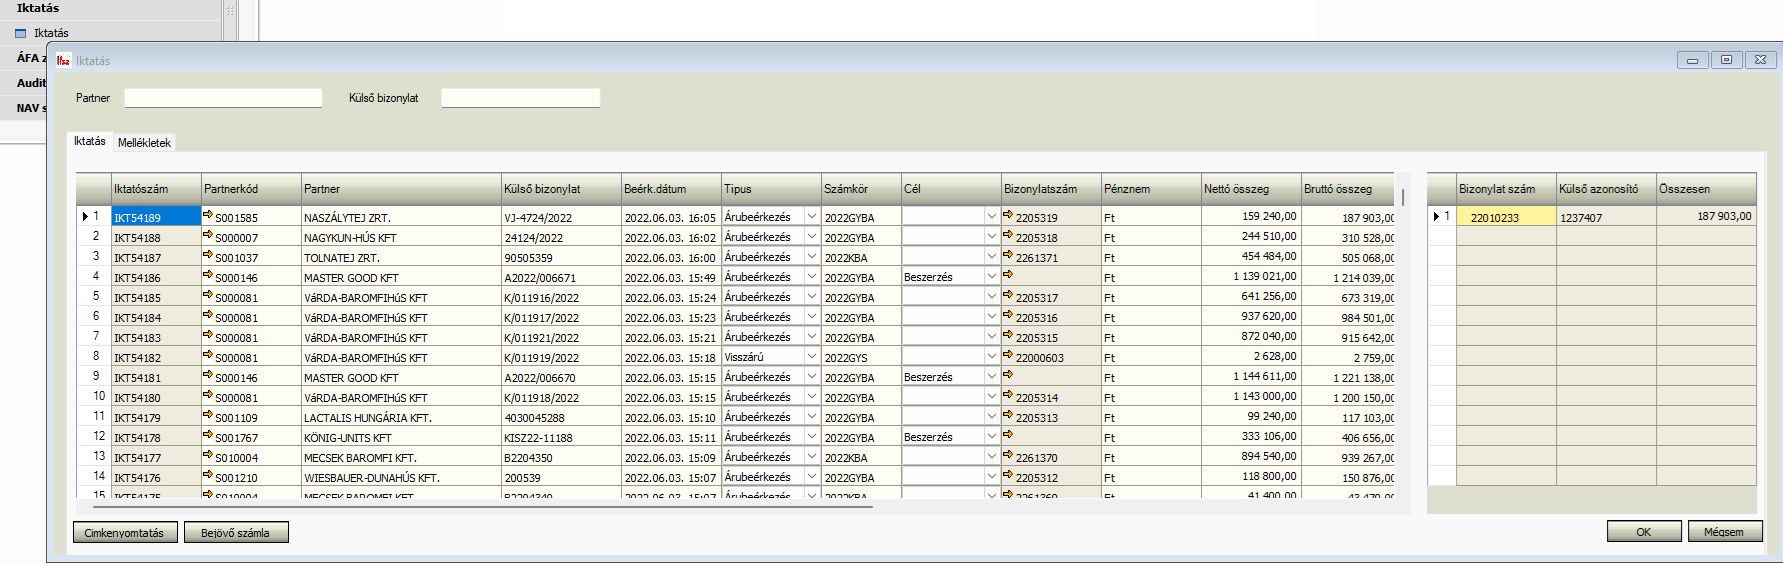 Iktatás
Iktatás
ÁFA z
Audit
NAV s
Iktatás
Partner Külső bizonylat
Iktatás Mellékletek
Iktatószám Partnerkód Partner Külső bizonylat Beérk.dátum Tipus Számkör Cél Bizonylatszám Pénznem Nettó összeg Bruttó összeg
1 IKT54189 S001585 NASZÁLYTEJ ZRT. VJ-4724/2022 2022.06.03. 16:05 Árubeérkezés 2022GYBA 2205319 Ft 159 240,00 187 903,00
2 IKT54188 S000007 NAGYKUN-HÚS KFT 24124/2022 2022.06.03. 16:02 Árubeérkezés 2022GYBA 2205318 Ft 244 510,00 310 528,00
3 IKT54187 S001037 TOLNATEJ ZRT. 90505359 2022.06.03. 16:00 Árubeérkezés 2022KBA 2261371 Ft 454 484,00 505 068,00
4 IKT54186 S000146 MASTER GOOD KFT A2022/006671 2022.06.03. 15:49 Árubeérkezés 2022GYBA Beszerzés Ft 1 139 021,00 1 214 039,00
5 IKT54185 S000081 VáRDA-BAROMFIHúS KFT K/011916/2022 2022.06.03. 15:24 Árubeérkezés 2022GYBA 2205317 Ft 641 256,00 673 319,00
6 IKT54184 S000081 VáRDA-BAROMFIHúS KFT K/011917/2022 2022.06.03. 15:23 Árubeérkezés 2022GYBA 2205316 Ft 937 620,00 984 501,00
7 IKT54183 S000081 VáRDA-BAROMFIHúS KFT K/011921/2022 2022.06.03. 15:21 Árubeérkezés 2022GYBA 2205315 Ft 872 040,00 915 642,00
8 IKT54182 S000081 VáRDA-BAROMFIHúS KFT K/011919/2022 2022.06.03. 15:18 Visszárú 2022GYS 22000603 Ft 2 628,00 2 759,00
9 IKT54181 S000146 MASTER GOOD KFT A2022/006670 2022.06.03. 15:15 Árubeérkezés 2022GYBA Beszerzés Ft 1 144 611,00 1 221 138,00
10 IKT54180 S000081 VáRDA-BAROMFIHúS KFT K/011918/2022 2022.06.03. 15:15 Árubeérkezés 2022GYBA 2205314 Ft 1 143 000,00 1 200 150,00
11 IKT54179 S001109 LACTALIS HUNGÁRIA KFT. 4030045288 2022.06.03. 15:10 Árubeérkezés 2022GYBA 2205313 Ft 99 240,00 117 103,00
12 IKT54178 S001767 KÖNIG-UNITS KFT KISZ22-11188 2022.06.03. 15:11 Árubeérkezés 2022GYBA Beszerzés Ft 333 106,00 406 656,00
13 IKT54177 S010004 MECSEK BAROMFI KFT. B2204350 2022.06.03. 15:09 Árubeérkezés 2022KBA 2261370 Ft 894 540,00 939 267,00
14 IKT54176 S001210 WIESBAUER-DUNAHÚS KFT. 200539 2022.06.03. 15:07 Árubeérkezés 2022GYBA 2205312 Ft 118 800,00 150 876,00
15 IKT54175 S010004 MECSEK BAROMFI KFT. B2204349 2022.06.03. 15:07 Árubeérkezés 2022KBA 2261369 Ft 41 400,00 43 470,00
Bizonylat szám Külső azonosító Összesen
1 22010233 1237407 187 903,00
Cimkenyomtatás Bejövő számla OK Mégsem